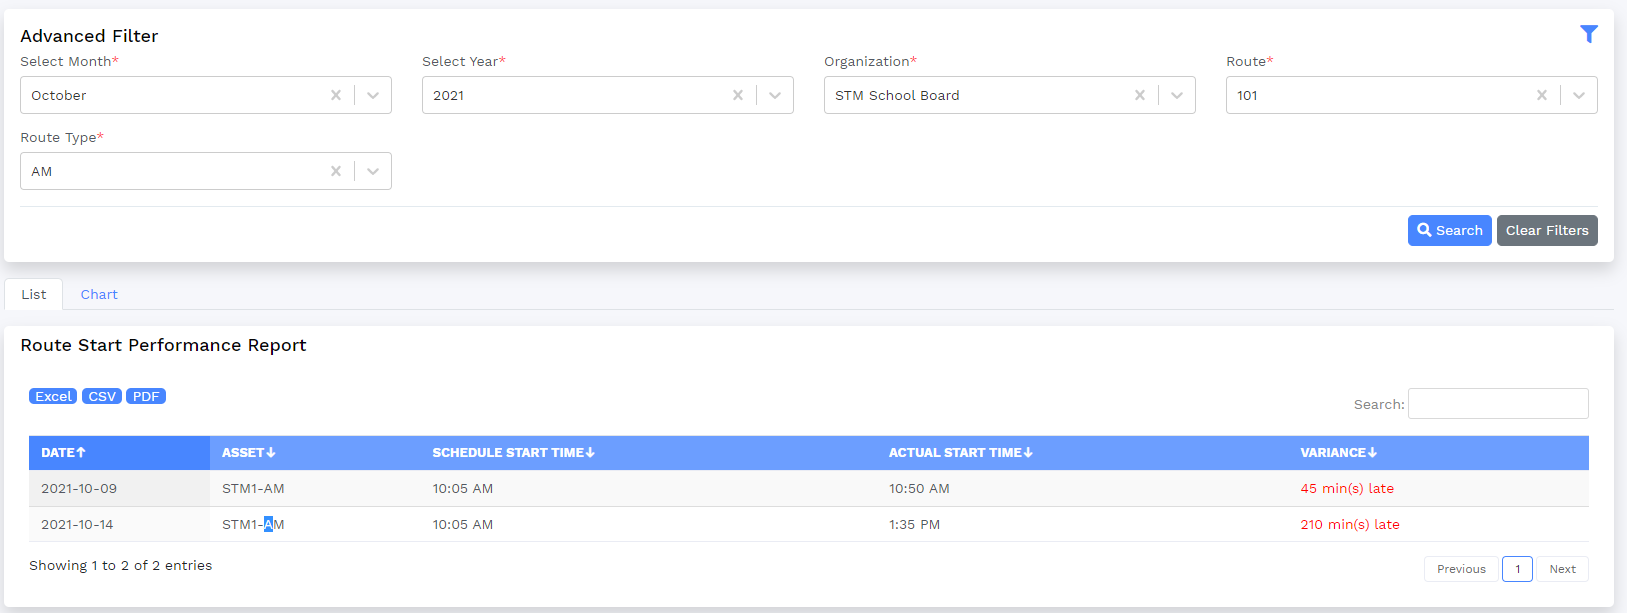 Advanced Filter
Select Month* Select Year* Organization* Route*
October 2021 STM School Board 101
Route Type*
AM
Search Clear Filters
List Chart
Route Start Performance Report
Excel CSV PDF
Search:
DATE↑ ASSET↓ SCHEDULE START TIME↓ ACTUAL START TIME↓ VARIANCE↓
2021-10-09 STM1-AM 10:05 AM 10:50 AM 45 min(s) late
2021-10-14 STM1-AM 10:05 AM 1:35 PM 210 min(s) late
Showing 1 to 2 of 2 entries
Previous 1 Next